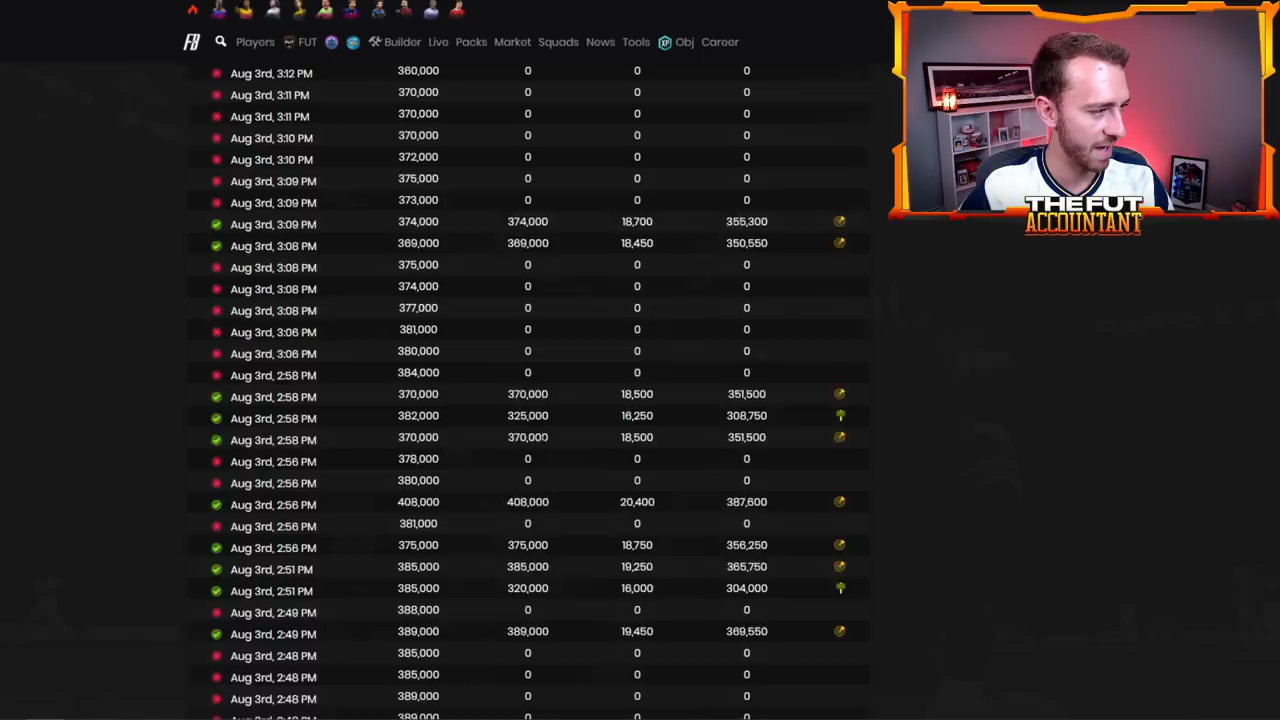 FB Players FUT Builder Live Packs Market Squads News Tools XP Obj Career
Aug 3rd, 3:12 PM 360,000 0 0 0
Aug 3rd, 3:11 PM 370,000 0 0 0
Aug 3rd, 3:11 PM 370,000 0 0 0
Aug 3rd, 3:10 PM 370,000 0 0 0
Aug 3rd, 3:10 PM 372,000 0 0 0
Aug 3rd, 3:09 PM 375,000 0 0 0
Aug 3rd, 3:09 PM 373,000 0 0 0
Aug 3rd, 3:09 PM 374,000 374,000 18,700 355,300
Aug 3rd, 3:08 PM 369,000 369,000 18,450 350,550
Aug 3rd, 3:08 PM 375,000 0 0 0
Aug 3rd, 3:08 PM 374,000 0 0 0
Aug 3rd, 3:08 PM 377,000 0 0 0
Aug 3rd, 3:06 PM 381,000 0 0 0
Aug 3rd, 3:06 PM 380,000 0 0 0
Aug 3rd, 2:58 PM 384,000 0 0 0
Aug 3rd, 2:58 PM 370,000 370,000 18,500 351,500
Aug 3rd, 2:58 PM 382,000 325,000 16,250 308,750
Aug 3rd, 2:58 PM 370,000 370,000 18,500 351,500
Aug 3rd, 2:56 PM 378,000 0 0 0
Aug 3rd, 2:56 PM 380,000 0 0 0
Aug 3rd, 2:56 PM 408,000 408,000 20,400 387,600
Aug 3rd, 2:56 PM 381,000 0 0 0
Aug 3rd, 2:56 PM 375,000 375,000 18,750 356,250
Aug 3rd, 2:51 PM 385,000 385,000 19,250 365,750
Aug 3rd, 2:51 PM 385,000 320,000 16,000 304,000
Aug 3rd, 2:49 PM 388,000 0 0 0
Aug 3rd, 2:49 PM 389,000 389,000 19,450 369,550
Aug 3rd, 2:48 PM 385,000 0 0 0
Aug 3rd, 2:48 PM 385,000 0 0 0
Aug 3rd, 2:48 PM 389,000 0 0 0
THE FUT
ACCOUNTANT